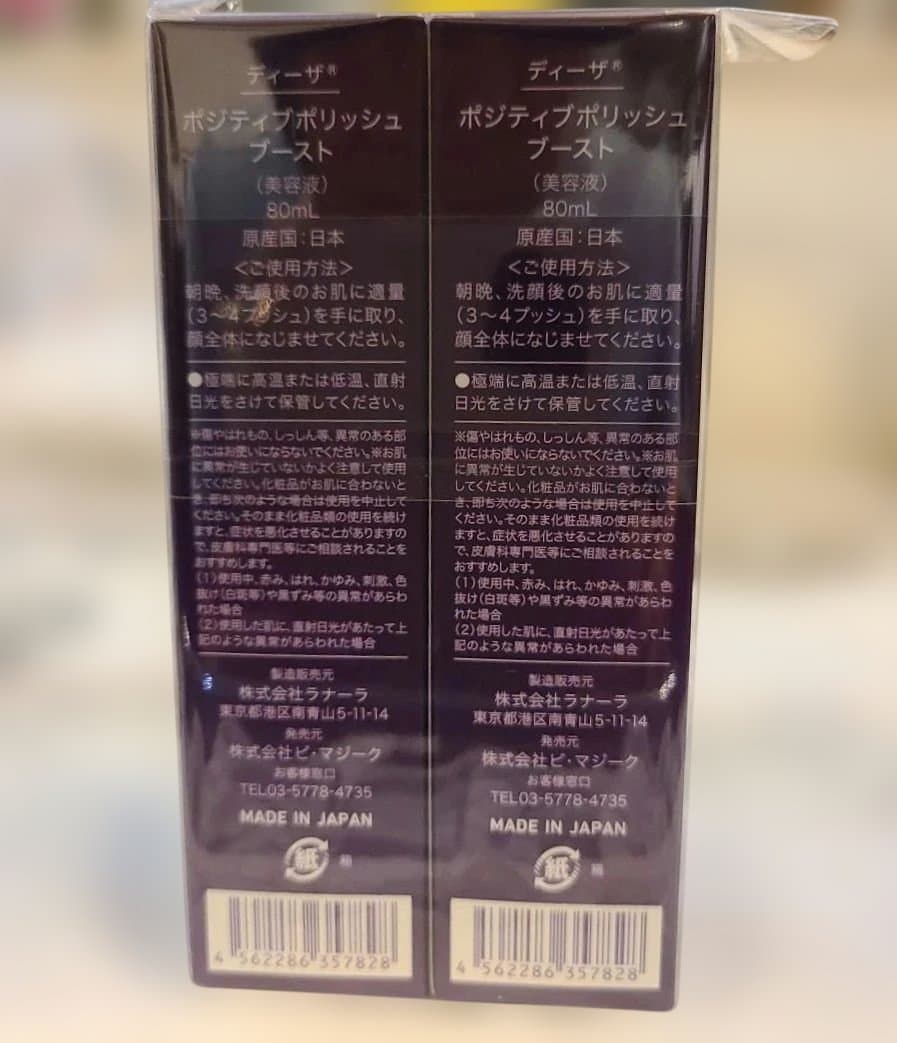 ディーザ®
ポジティブポリッシュ
ブースト
(美容液)
80mL
原産国:日本
<ご使用方法>
朝晩、洗顔後のお肌に適量
(3〜4プッシュ)を手に取り、
顔全体になじませてください。
●極端に高温または低温、直射
日光をさけて保管してください。
※傷やはれもの、しっしん等、異常のある部
位にはお使いにならないでください。※お肌
に異常が生じていないかよく注意して使用
してください。化粧品がお肌に合わないと
き、即ち次のような場合は使用を中止して
ください。そのまま化粧品類の使用を続け
ますと、症状を悪化させることがありますの
で、皮膚科専門医等にご相談されることを
おすすめします。
(1)使用中、赤み、はれ、かゆみ、刺激、色
抜け(白斑等)や黒ずみ等の異常があらわ
れた場合
(2)使用した肌に、直射日光があたって上
記のような異常があらわれた場合
製造販売元
株式会社ラナーラ
東京都港区南青山5-11-14
発売元
株式会社ピ・マジーク
お客様窓口
TEL03-5778-4735
MADE IN JAPAN
紙 箱
4 562286 357828
ディーザ®
ポジティブポリッシュ
ブースト
(美容液)
80mL
原産国:日本
<ご使用方法>
朝晩、洗顔後のお肌に適量
(3〜4プッシュ)を手に取り、
顔全体になじませてください。
●極端に高温または低温、直射
日光をさけて保管してください。
※傷やはれもの、しっしん等、異常のある部
位にはお使いにならないでください。※お肌
に異常が生じていないかよく注意して使用
してください。化粧品がお肌に合わないと
き、即ち次のような場合は使用を中止して
ください。そのまま化粧品類の使用を続け
ますと、症状を悪化させることがありますの
で、皮膚科専門医等にご相談されることを
おすすめします。
(1)使用中、赤み、はれ、かゆみ、刺激、色
抜け(白斑等)や黒ずみ等の異常があらわ
れた場合
(2)使用した肌に、直射日光があたって上
記のような異常があらわれた場合
製造販売元
株式会社ラナーラ
東京都港区南青山5-11-14
発売元
株式会社ピ・マジーク
お客様窓口
TEL03-5778-4735
MADE IN JAPAN
紙 箱
4 562286 357828